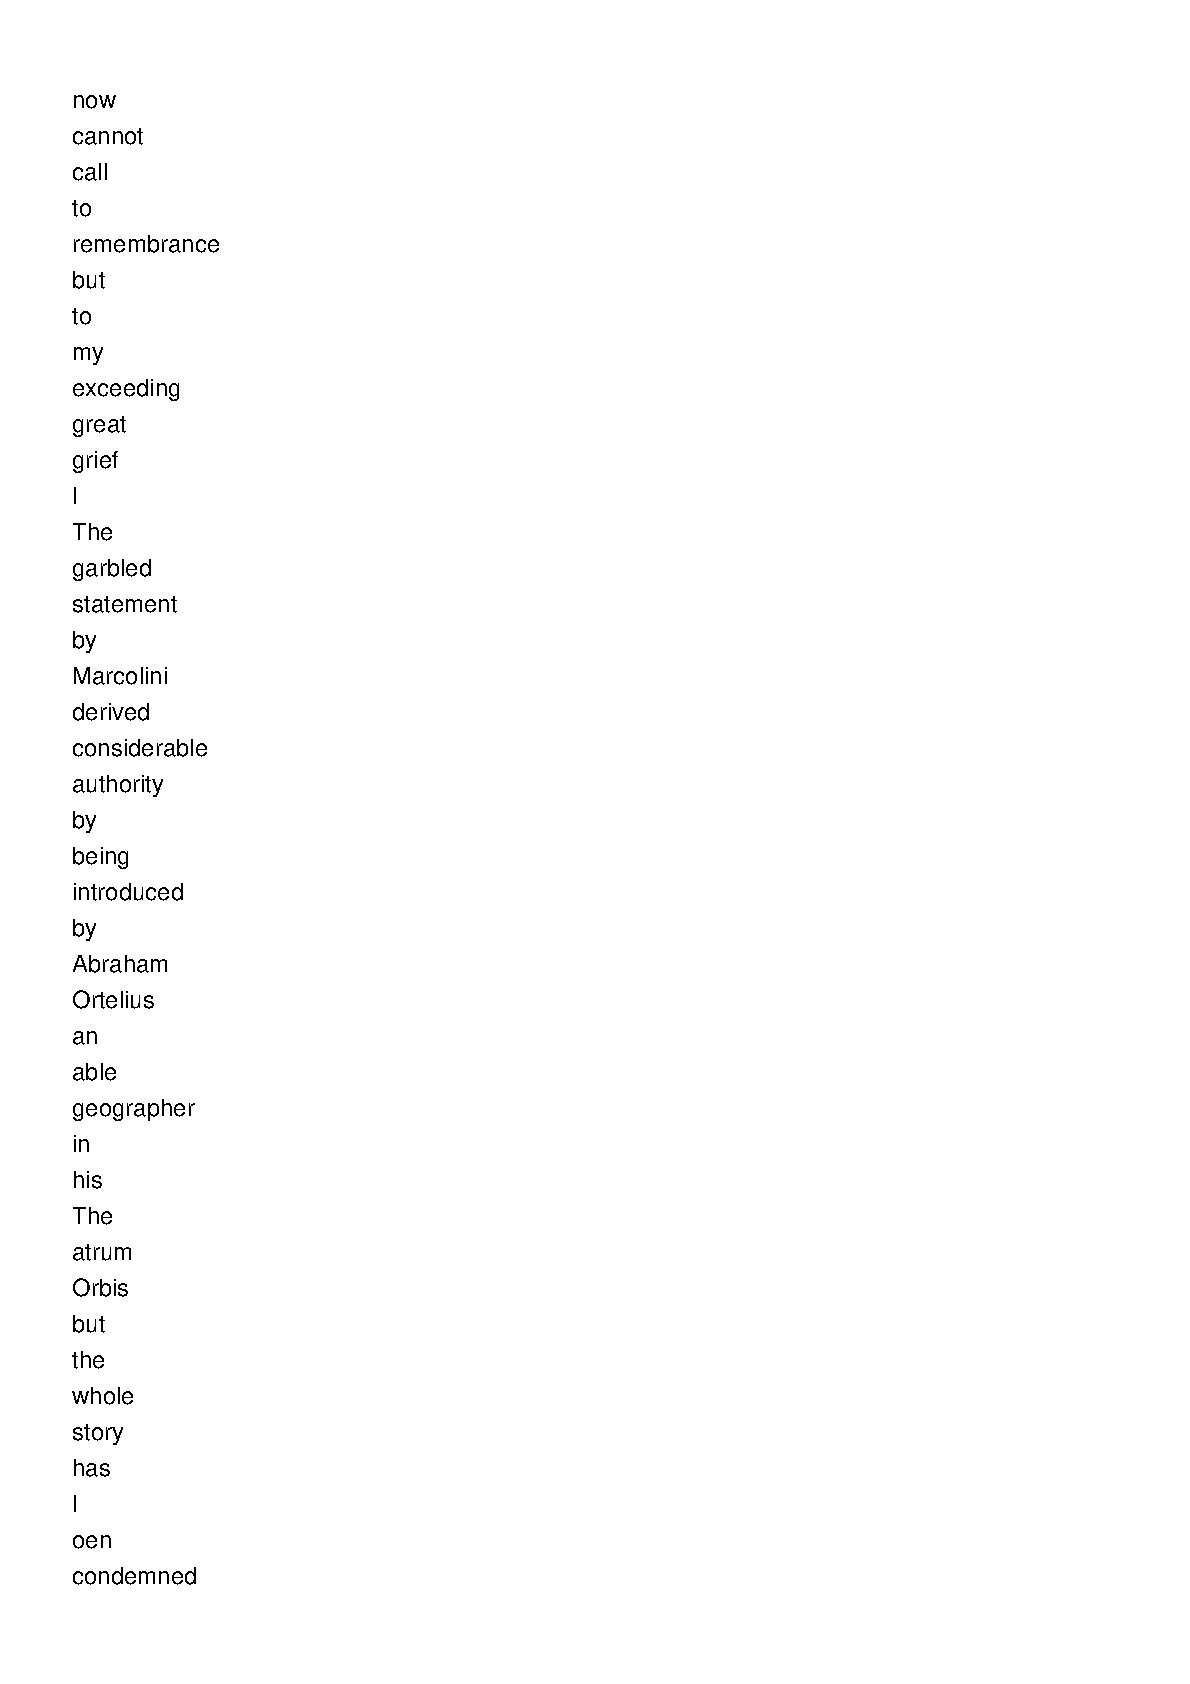 now
cannot
call
to
remembrance
but
to
my
exceeding
great
grief
I
The
garbled
statement
by
Marcolini
derived
considerable
authority
by
being
introduced
by
Abraham
Ortelius
an
able
geographer
in
his
The
atrum
Orbis
but
the
whole
story
has
I
oen
condemned